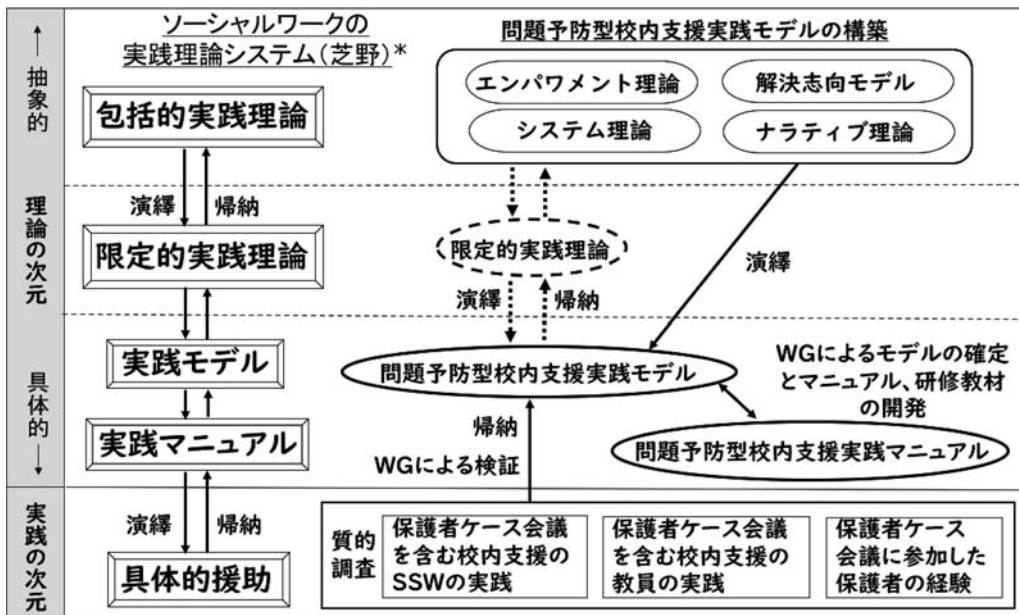 ← 抽象的
理論の次元
具体的 →
実践の次元
ソーシャルワークの
実践理論システム(芝野)*
包括的実践理論
演繹
帰納
限定的実践理論
実践モデル
実践マニュアル
演繹
帰納
具体的援助
問題予防型校内支援実践モデルの構築
エンパワメント理論
解決志向モデル
システム理論
ナラティブ理論
限定的実践理論
演繹
帰納
演繹
問題予防型校内支援実践モデル
WGによるモデルの確定
とマニュアル、研修教材
の開発
帰納
WGによる検証
問題予防型校内支援実践マニュアル
質的
調査
保護者ケース会議
を含む校内支援の
SSWの実践
保護者ケース会議
を含む校内支援の
教員の実践
保護者ケース
会議に参加した
保護者の経験